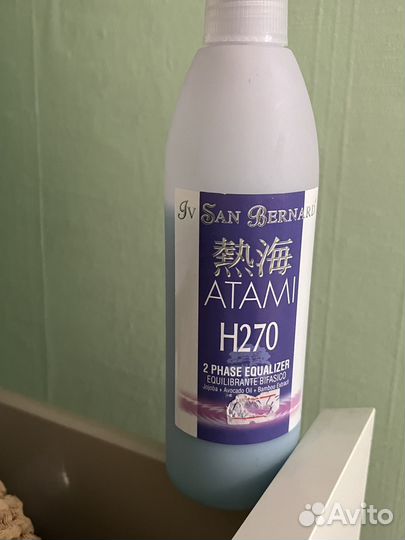 Iv San Bernard
熱海
ATAMI
H270
2 PHASE EQUALIZER
EQUILIBRANTE BIFASICO
Jojoba + Avocado Oil + Bamboo Extract
Avito